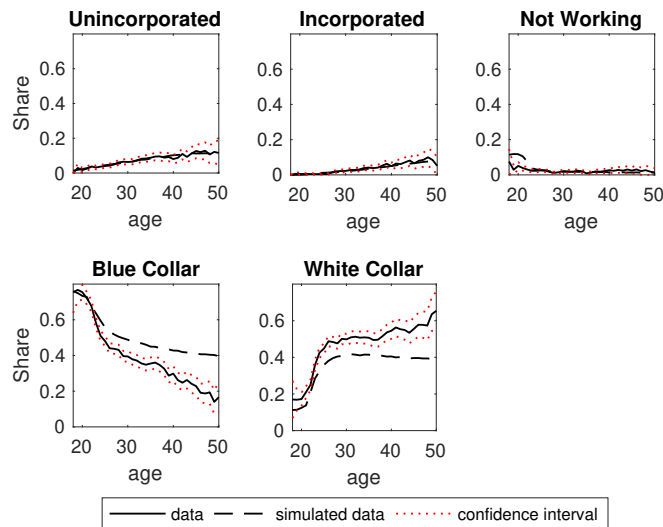 Unincorporated
Incorporated
Not Working
Share
0.6
0.4
0.2
0
20 30 40 50
age
0.6
0.4
0.2
0
20 30 40 50
age
0.6
0.4
0.2
0
20 30 40 50
age
Blue Collar
White Collar
Share
0.6
0.4
0.2
0
20 30 40 50
age
0.6
0.4
0.2
0
20 30 40 50
age
data simulated data confidence interval